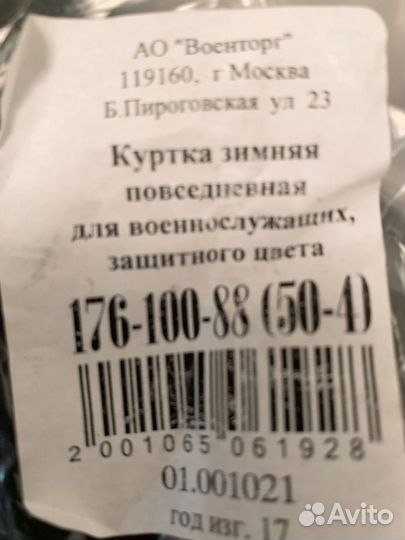 АО "Военторг"
119160, г Москва
Б.Пироговская ул 23
Куртка зимняя
повседневная
для военнослужащих,
защитного цвета
176-100-88 (50-4)
2 001065 061928
01.001021
год изг. 17
Avito